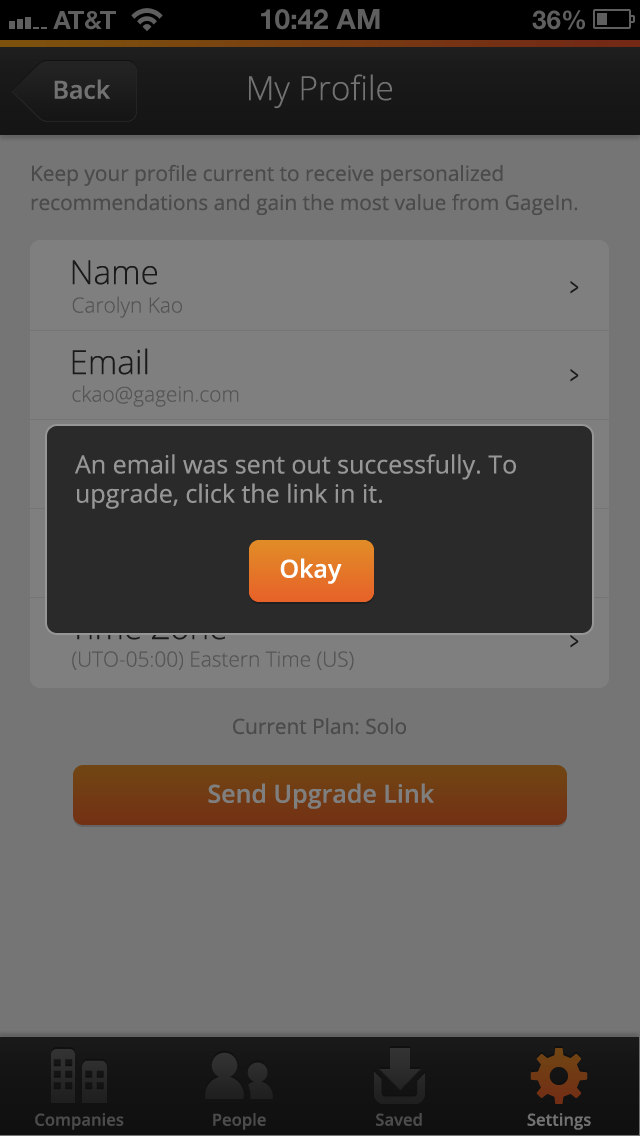 AT&T 10:42 AM 36%
Back
My Profile
Keep your profile current to receive personalized
recommendations and gain the most value from GageIn.
Name
Carolyn Kao
Email
ckao@gagein.com
An email was sent out successfully. To
upgrade, click the link in it.
Okay
Time Zone
(UTO-05:00) Eastern Time (US)
Current Plan: Solo
Send Upgrade Link
Companies
People
Saved
Settings